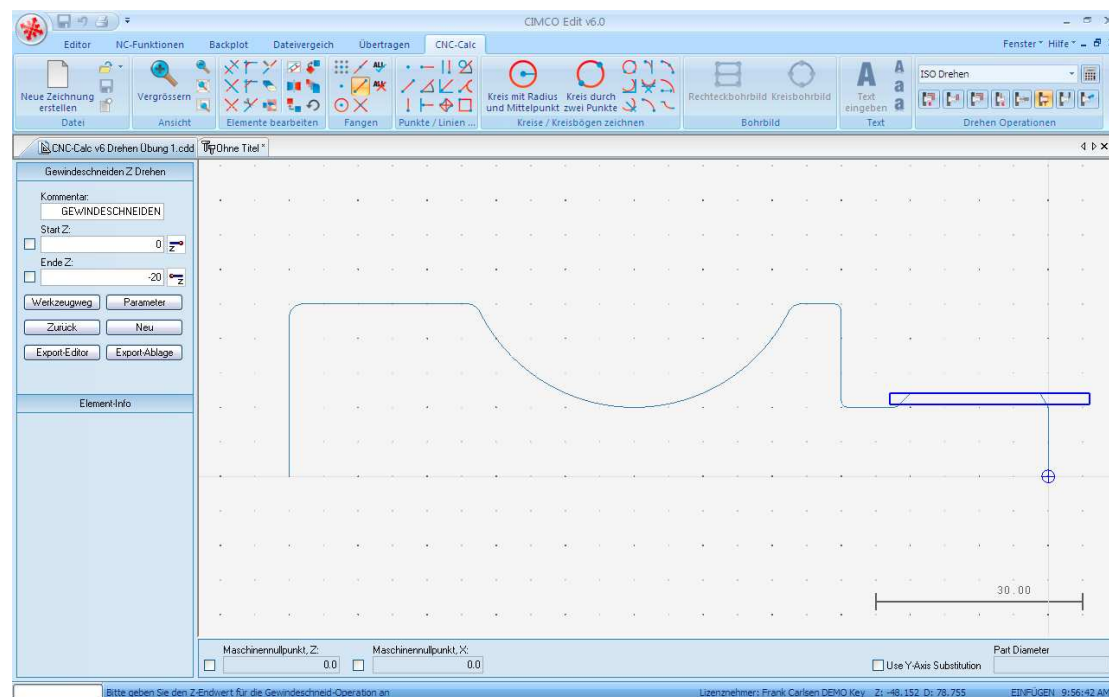 CIMCO Edit v6.0
Editor NC-Funktionen Backplot Dateivergeich Übertragen CNC-Calc Fenster Hilfe
Neue Zeichnung erstellen
Vergrössern
Kreis mit Radius und Mittelpunkt
Kreis durch zwei Punkte
Rechteckbohrbild Kreisbohrbild
Text eingeben
ISO Drehen
Datei Ansicht Elemente bearbeiten Fangen Punkte / Linien ... Kreise / Kreisbögen zeichnen Bohrbild Text Drehen Operationen
CNC-Calc v6 Drehen Übung 1.cdd Ohne Titel *
Gewindeschneiden Z Drehen
Kommentar:
GEWINDESCHNEIDEN
Start Z:
0
Ende Z:
-20
Werkzeugweg Parameter
Zurück Neu
Export-Editor Export-Ablage
Element-Info
30.00
Maschinennullpunkt, Z: Maschinennullpunkt, X: Part Diameter
0.0 0.0 Use Y-Axis Substitution
Bitte geben Sie den Z-Endwert für die Gewindeschneid-Operation an Lizenznehmer: Frank Carlsen DEMO Key Z: -48.152 D: 78.755 EINFÜGEN 9:56:42 AM